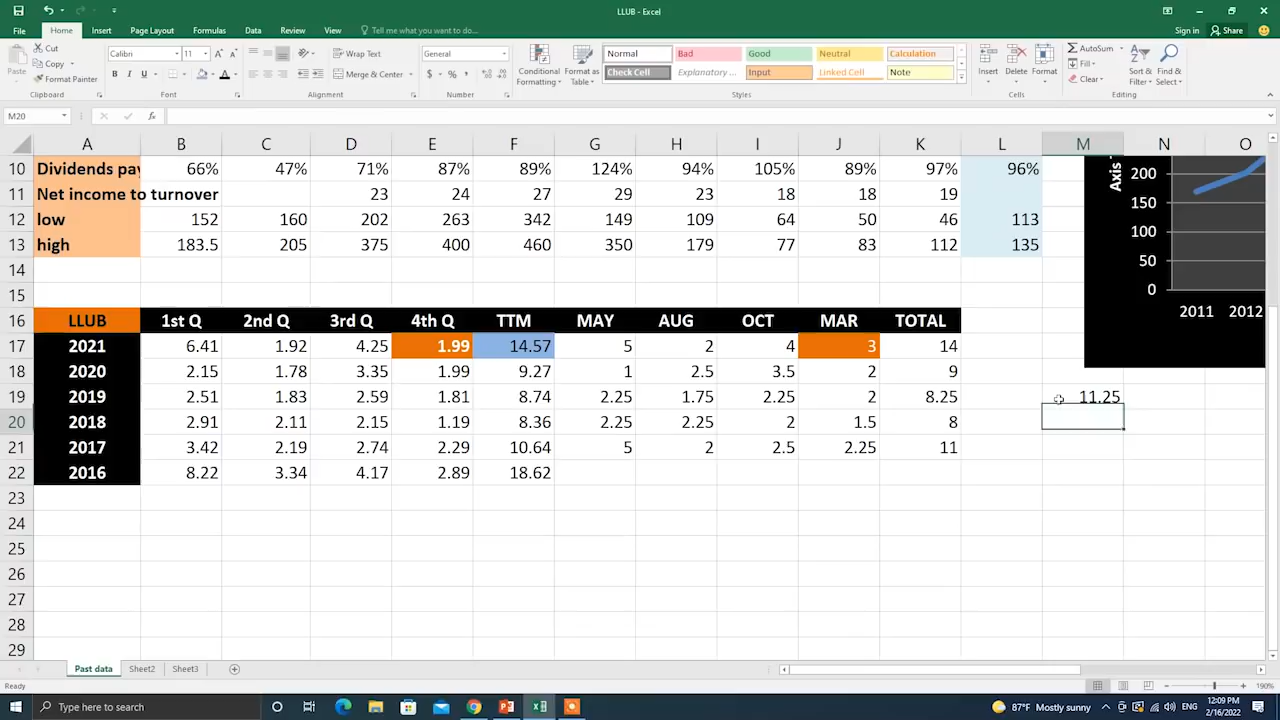 LLUB - Excel
Sign in
Share
File
Home
Insert
Page Layout
Formulas
Data
Review
View
Tell me what you want to do...
Paste
Cut
Copy
Format Painter
Clipboard
Calibri
11
Font
Wrap Text
Merge & Center
Alignment
General
Number
Conditional Formatting
Format as Table
Normal
Bad
Good
Neutral
Calculation
Check Cell
Explanatory ...
Input
Linked Cell
Note
Styles
Insert
Delete
Format
Cells
AutoSum
Fill
Clear
Sort & Filter
Find & Select
Editing
M20
fx
A B C D E F G H I J K L M N O
10 Dividends pay 66% 47% 71% 87% 89% 124% 94% 105% 89% 97% 96%
11 Net income to turnover 23 24 27 29 23 18 18 19
12 low 152 160 202 263 342 149 109 64 50 46 113
13 high 183.5 205 375 400 460 350 179 77 83 112 135
14
15
16 LLUB 1st Q 2nd Q 3rd Q 4th Q TTM MAY AUG OCT MAR TOTAL
17 2021 6.41 1.92 4.25 1.99 14.57 5 2 4 3 14
18 2020 2.15 1.78 3.35 1.99 9.27 1 2.5 3.5 2 9
19 2019 2.51 1.83 2.59 1.81 8.74 2.25 1.75 2.25 2 8.25 11.25
20 2018 2.91 2.11 2.15 1.19 8.36 2.25 2.25 2 1.5 8
21 2017 3.42 2.19 2.74 2.29 10.64 5 2 2.5 2.25 11
22 2016 8.22 3.34 4.17 2.89 18.62
23
24
25
26
27
28
29
Axis
200
150
100
50
0
2011 2012
Past data
Sheet2
Sheet3
Ready
190%
Type here to search
87°F Mostly sunny
12:09 PM
2/16/2022